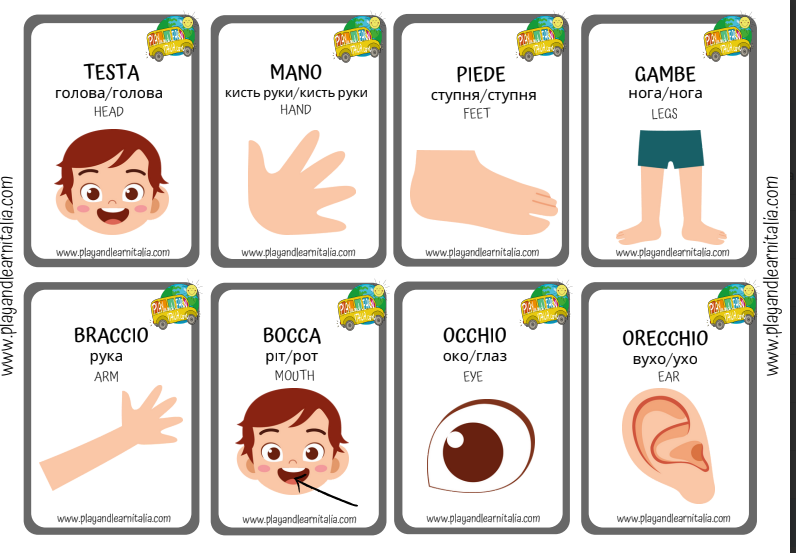 TESTA
голова/голова
HEAD
www.playandlearnitalia.com
MANO
кисть руки/кисть руки
HAND
www.playandlearnitalia.com
PIEDE
ступня/ступня
FEET
www.playandlearnitalia.com
GAMBE
нога/нога
LEGS
www.playandlearnitalia.com
www.playandlearnitalia.com
www.playandlearnitalia.com
BRACCIO
рука
ARM
www.playandlearnitalia.com
BOCCA
ріт/рот
MOUTH
www.playandlearnitalia.com
OCCHIO
око/глаз
EYE
www.playandlearnitalia.com
ORECCHIO
вухо/ухо
EAR
www.playandlearnitalia.com